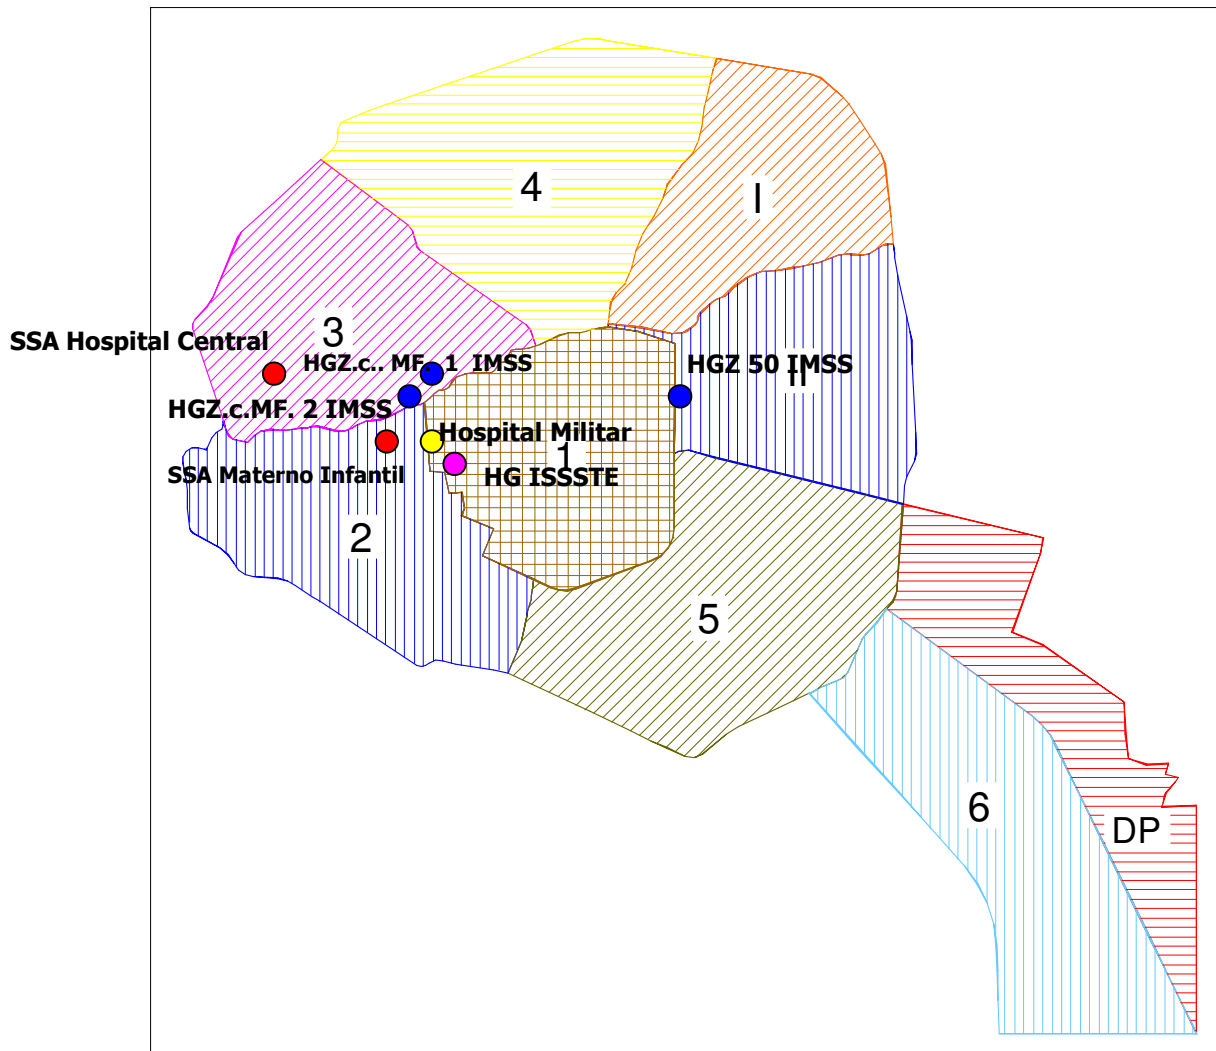 4
I
3
SSA Hospital Central
HGZ.c.. MF. 1 IMSS
HGZ 50 IMSS
II
HGZ.c.MF. 2 IMSS
Hospital Militar
1
SSA Materno Infantil
HG ISSSTE
2
5
6
DP